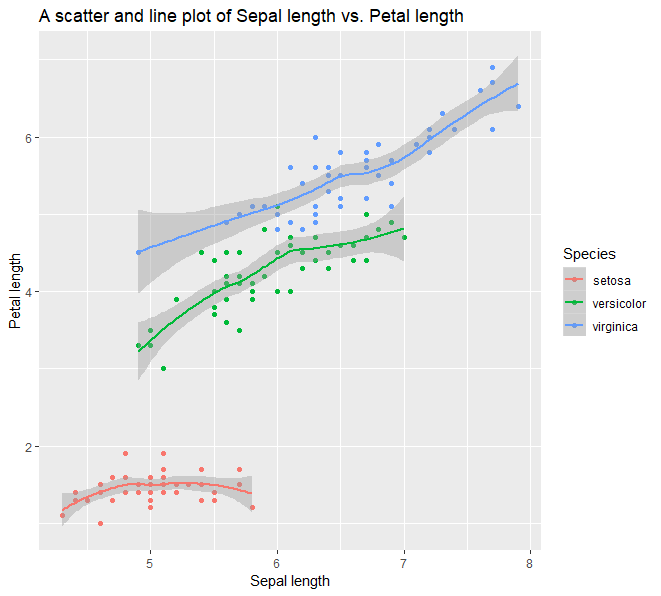 A scatter and line plot of Sepal length vs. Petal length
Petal length
6
4
2
5 6 7 8
Sepal length
Species
setosa
versicolor
virginica